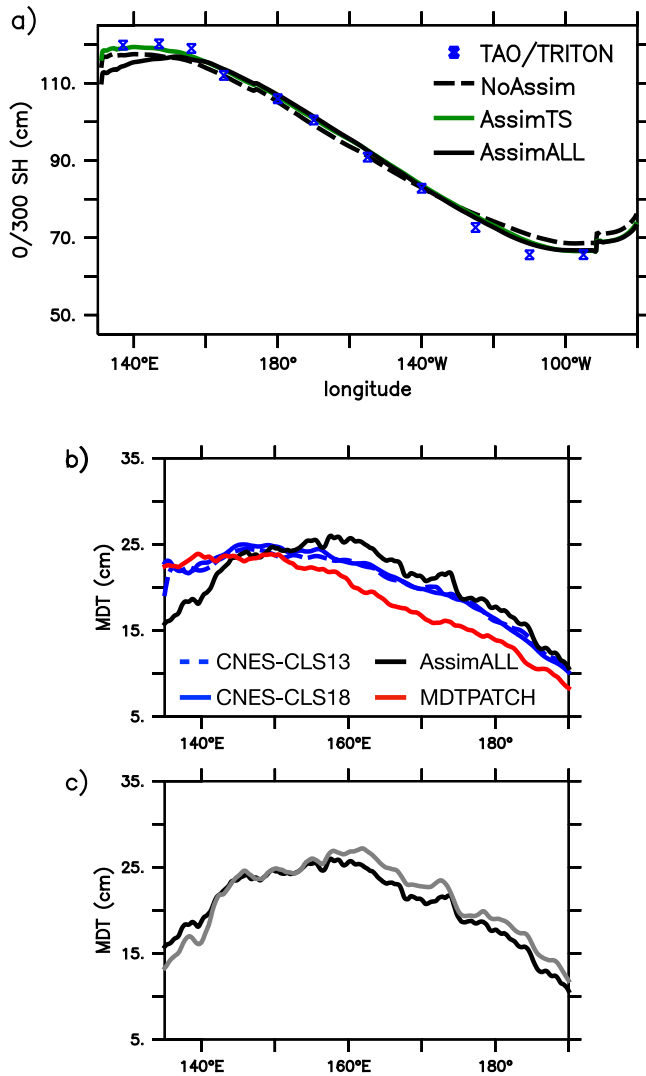 a)
110.
90.
70.
50.
0/300 SH (cm)
TAO/TRITON
NoAssim
AssimTS
AssimALL
140°E
180°
140°W
100°W
longitude
b)
35.
25.
15.
5.
MDT (cm)
CNES-CLS13
AssimALL
CNES-CLS18
MDTPATCH
140°E
160°E
180°
c)
35.
25.
15.
5.
MDT (cm)
140°E
160°E
180°